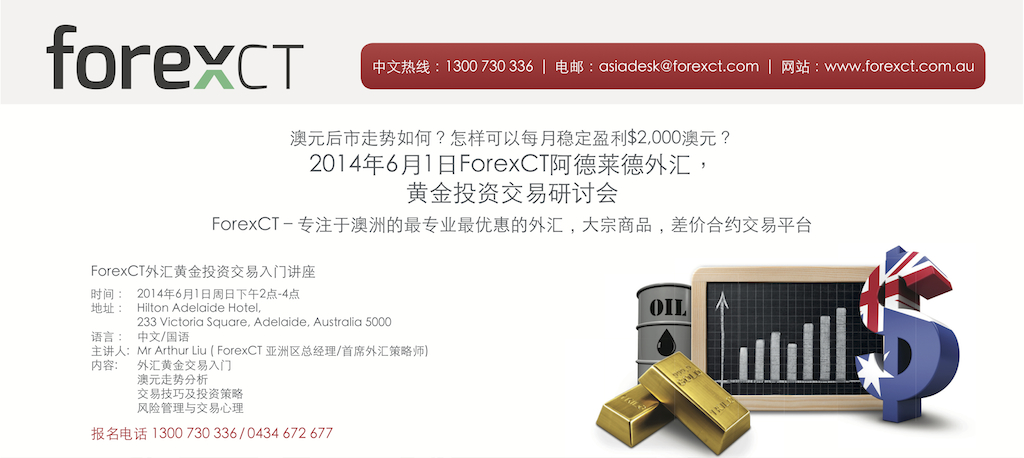 forexCT
中文热线：1300 730 336 | 电邮：asiadesk@forexct.com | 网站：www.forexct.com.au
澳元后市走势如何？怎样可以每月稳定盈利$2,000澳元？
2014年6月1日ForexCT阿德莱德外汇，
黄金投资交易研讨会
ForexCT－专注于澳洲的最专业最优惠的外汇，大宗商品，差价合约交易平台
ForexCT外汇黄金投资交易入门讲座
时间： 2014年6月1日周日下午2点-4点
地址： Hilton Adelaide Hotel,
233 Victoria Square, Adelaide, Australia 5000
语言： 中文/国语
主讲人: Mr Arthur Liu ( ForexCT 亚洲区总经理/首席外汇策略师)
内容: 外汇黄金交易入门
澳元走势分析
交易技巧及投资策略
风险管理与交易心理
报名电话 1300 730 336 / 0434 672 677
OIL